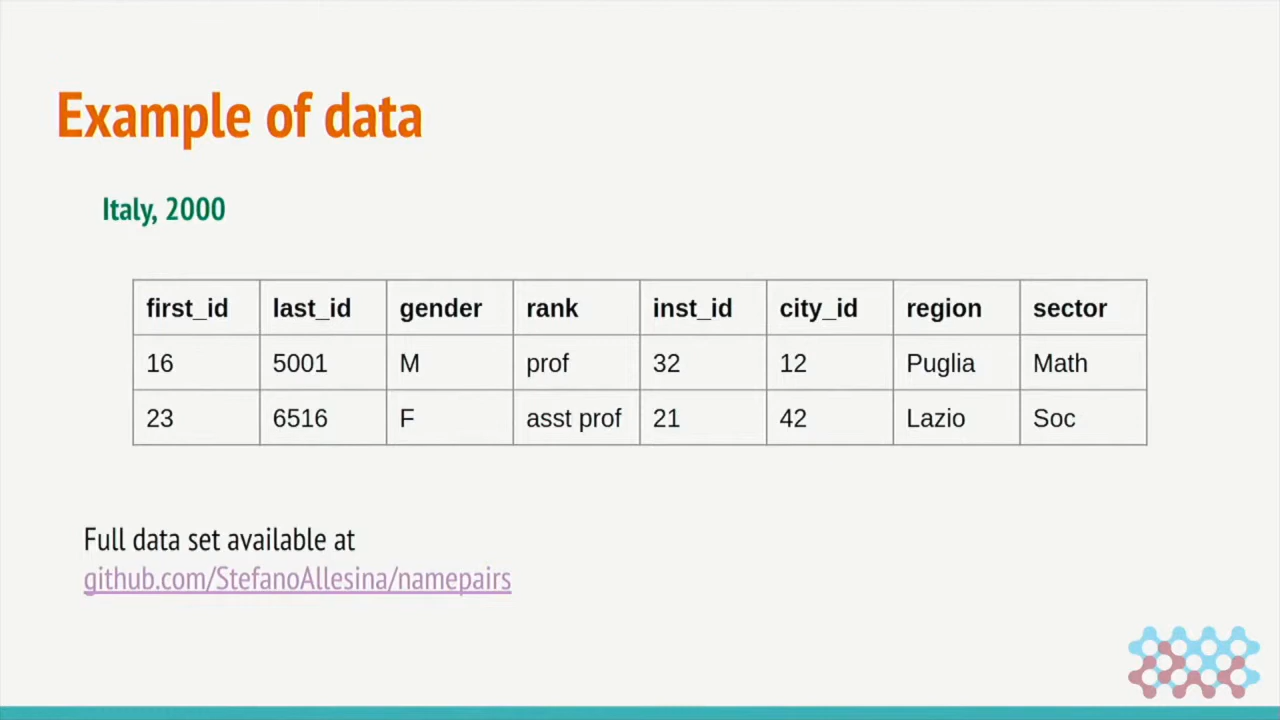 Example of data
Italy, 2000
first_id last_id gender rank inst_id city_id region sector
16 5001 M prof 32 12 Puglia Math
23 6516 F asst prof 21 42 Lazio Soc
Full data set available at
github.com/StefanoAllesina/namepairs